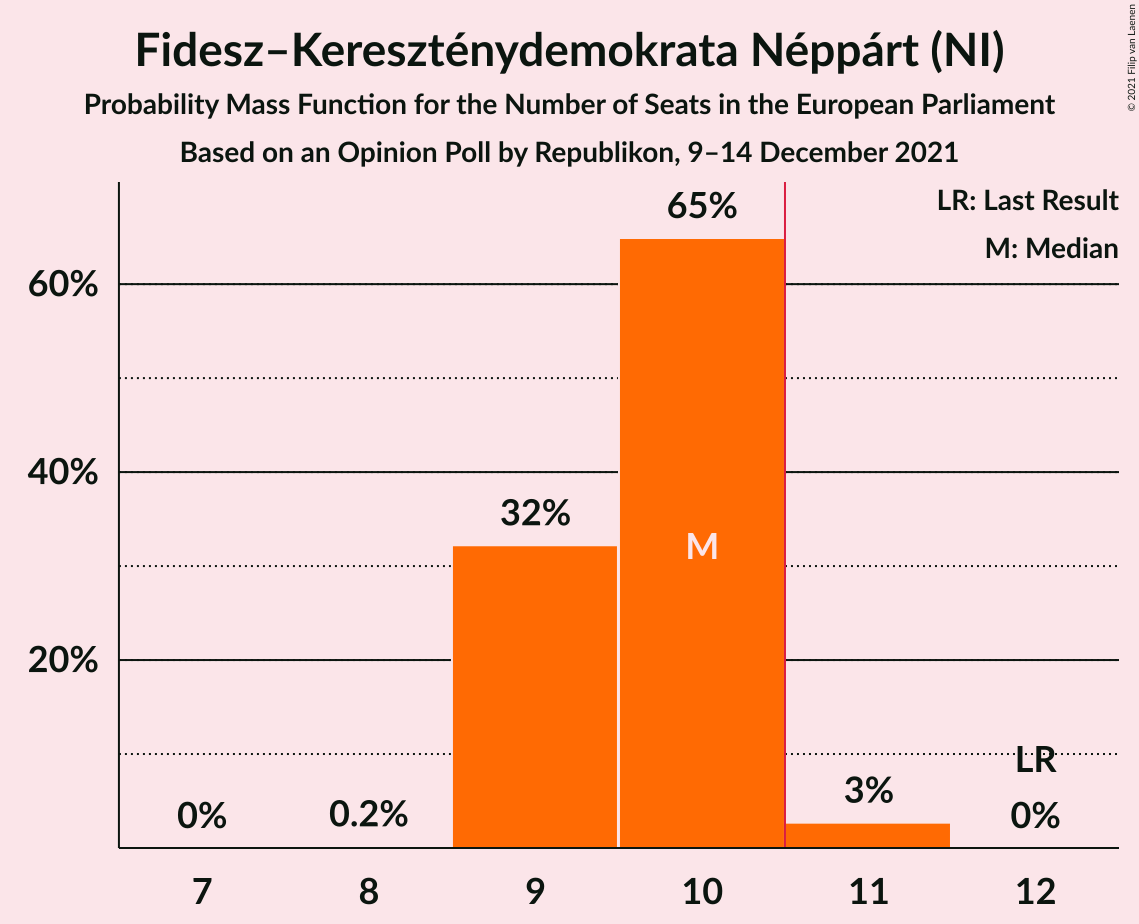 Fidesz–Kereszténydemokrata Néppárt (NI)
Probability Mass Function for the Number of Seats in the European Parliament
Based on an Opinion Poll by Republikon, 9–14 December 2021
© 2021 Filip van Laenen
LR: Last Result
M: Median
65%
60%
40%
32%
M
20%
LR
3%
0%
0.2%
0%
7 8 9 10 11 12